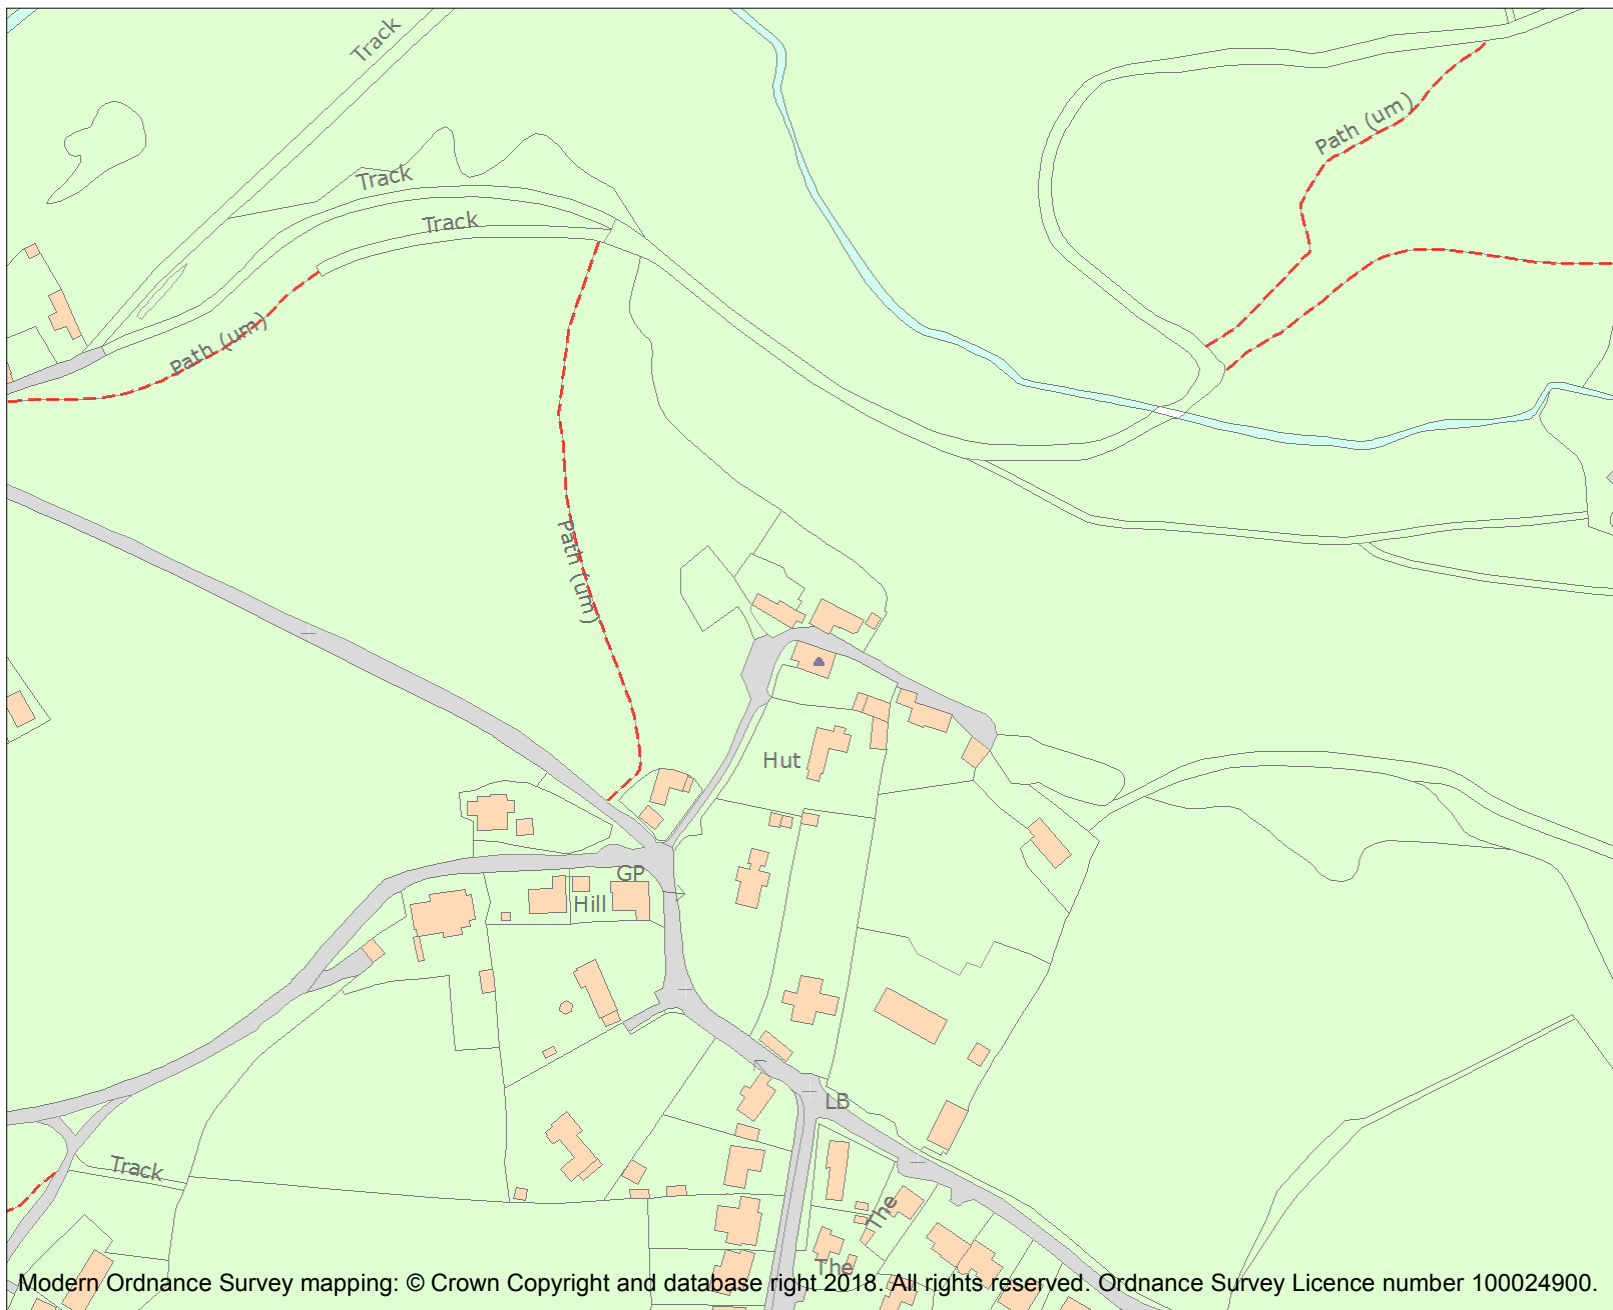 Track
Path (um)
Track
Track
Path (um)
Path (um)
Hut
GP
Hill
LB
Track
The
The
Modern Ordnance Survey mapping: © Crown Copyright and database right 2018. All rights reserved. Ordnance Survey Licence number 100024900.